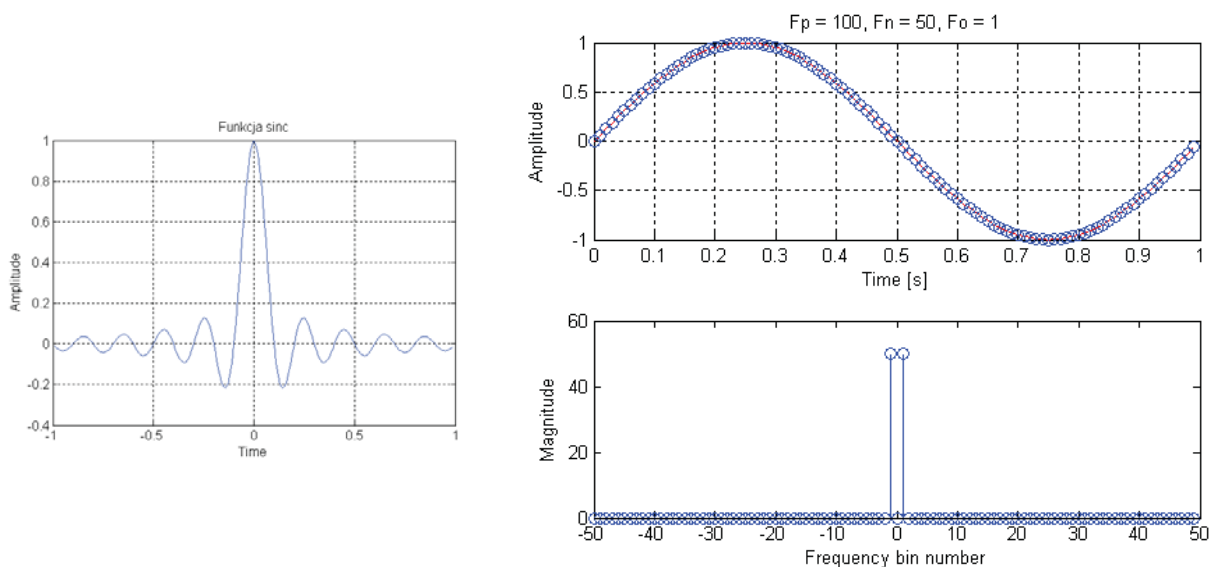 Funkcja sinc
Amplitude
1
0.8
0.6
0.4
0.2
0
-0.2
-0.4
-1 -0.5 0 0.5 1
Time
Fp = 100, Fn = 50, Fo = 1
Amplitude
1
0.5
0
-0.5
-1
0 0.1 0.2 0.3 0.4 0.5 0.6 0.7 0.8 0.9 1
Time [s]
Magnitude
60
40
20
0
-50 -40 -30 -20 -10 0 10 20 30 40 50
Frequency bin number